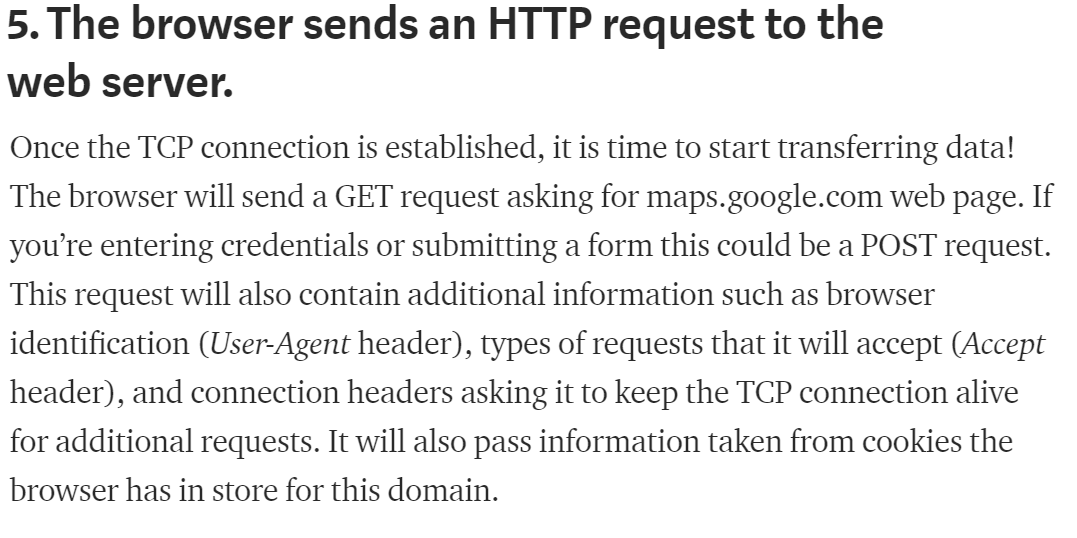 5. The browser sends an HTTP request to the
web server.
Once the TCP connection is established, it is time to start transferring data!
The browser will send a GET request asking for maps.google.com web page. If
you’re entering credentials or submitting a form this could be a POST request.
This request will also contain additional information such as browser
identification (User-Agent header), types of requests that it will accept (Accept
header), and connection headers asking it to keep the TCP connection alive
for additional requests. It will also pass information taken from cookies the
browser has in store for this domain.